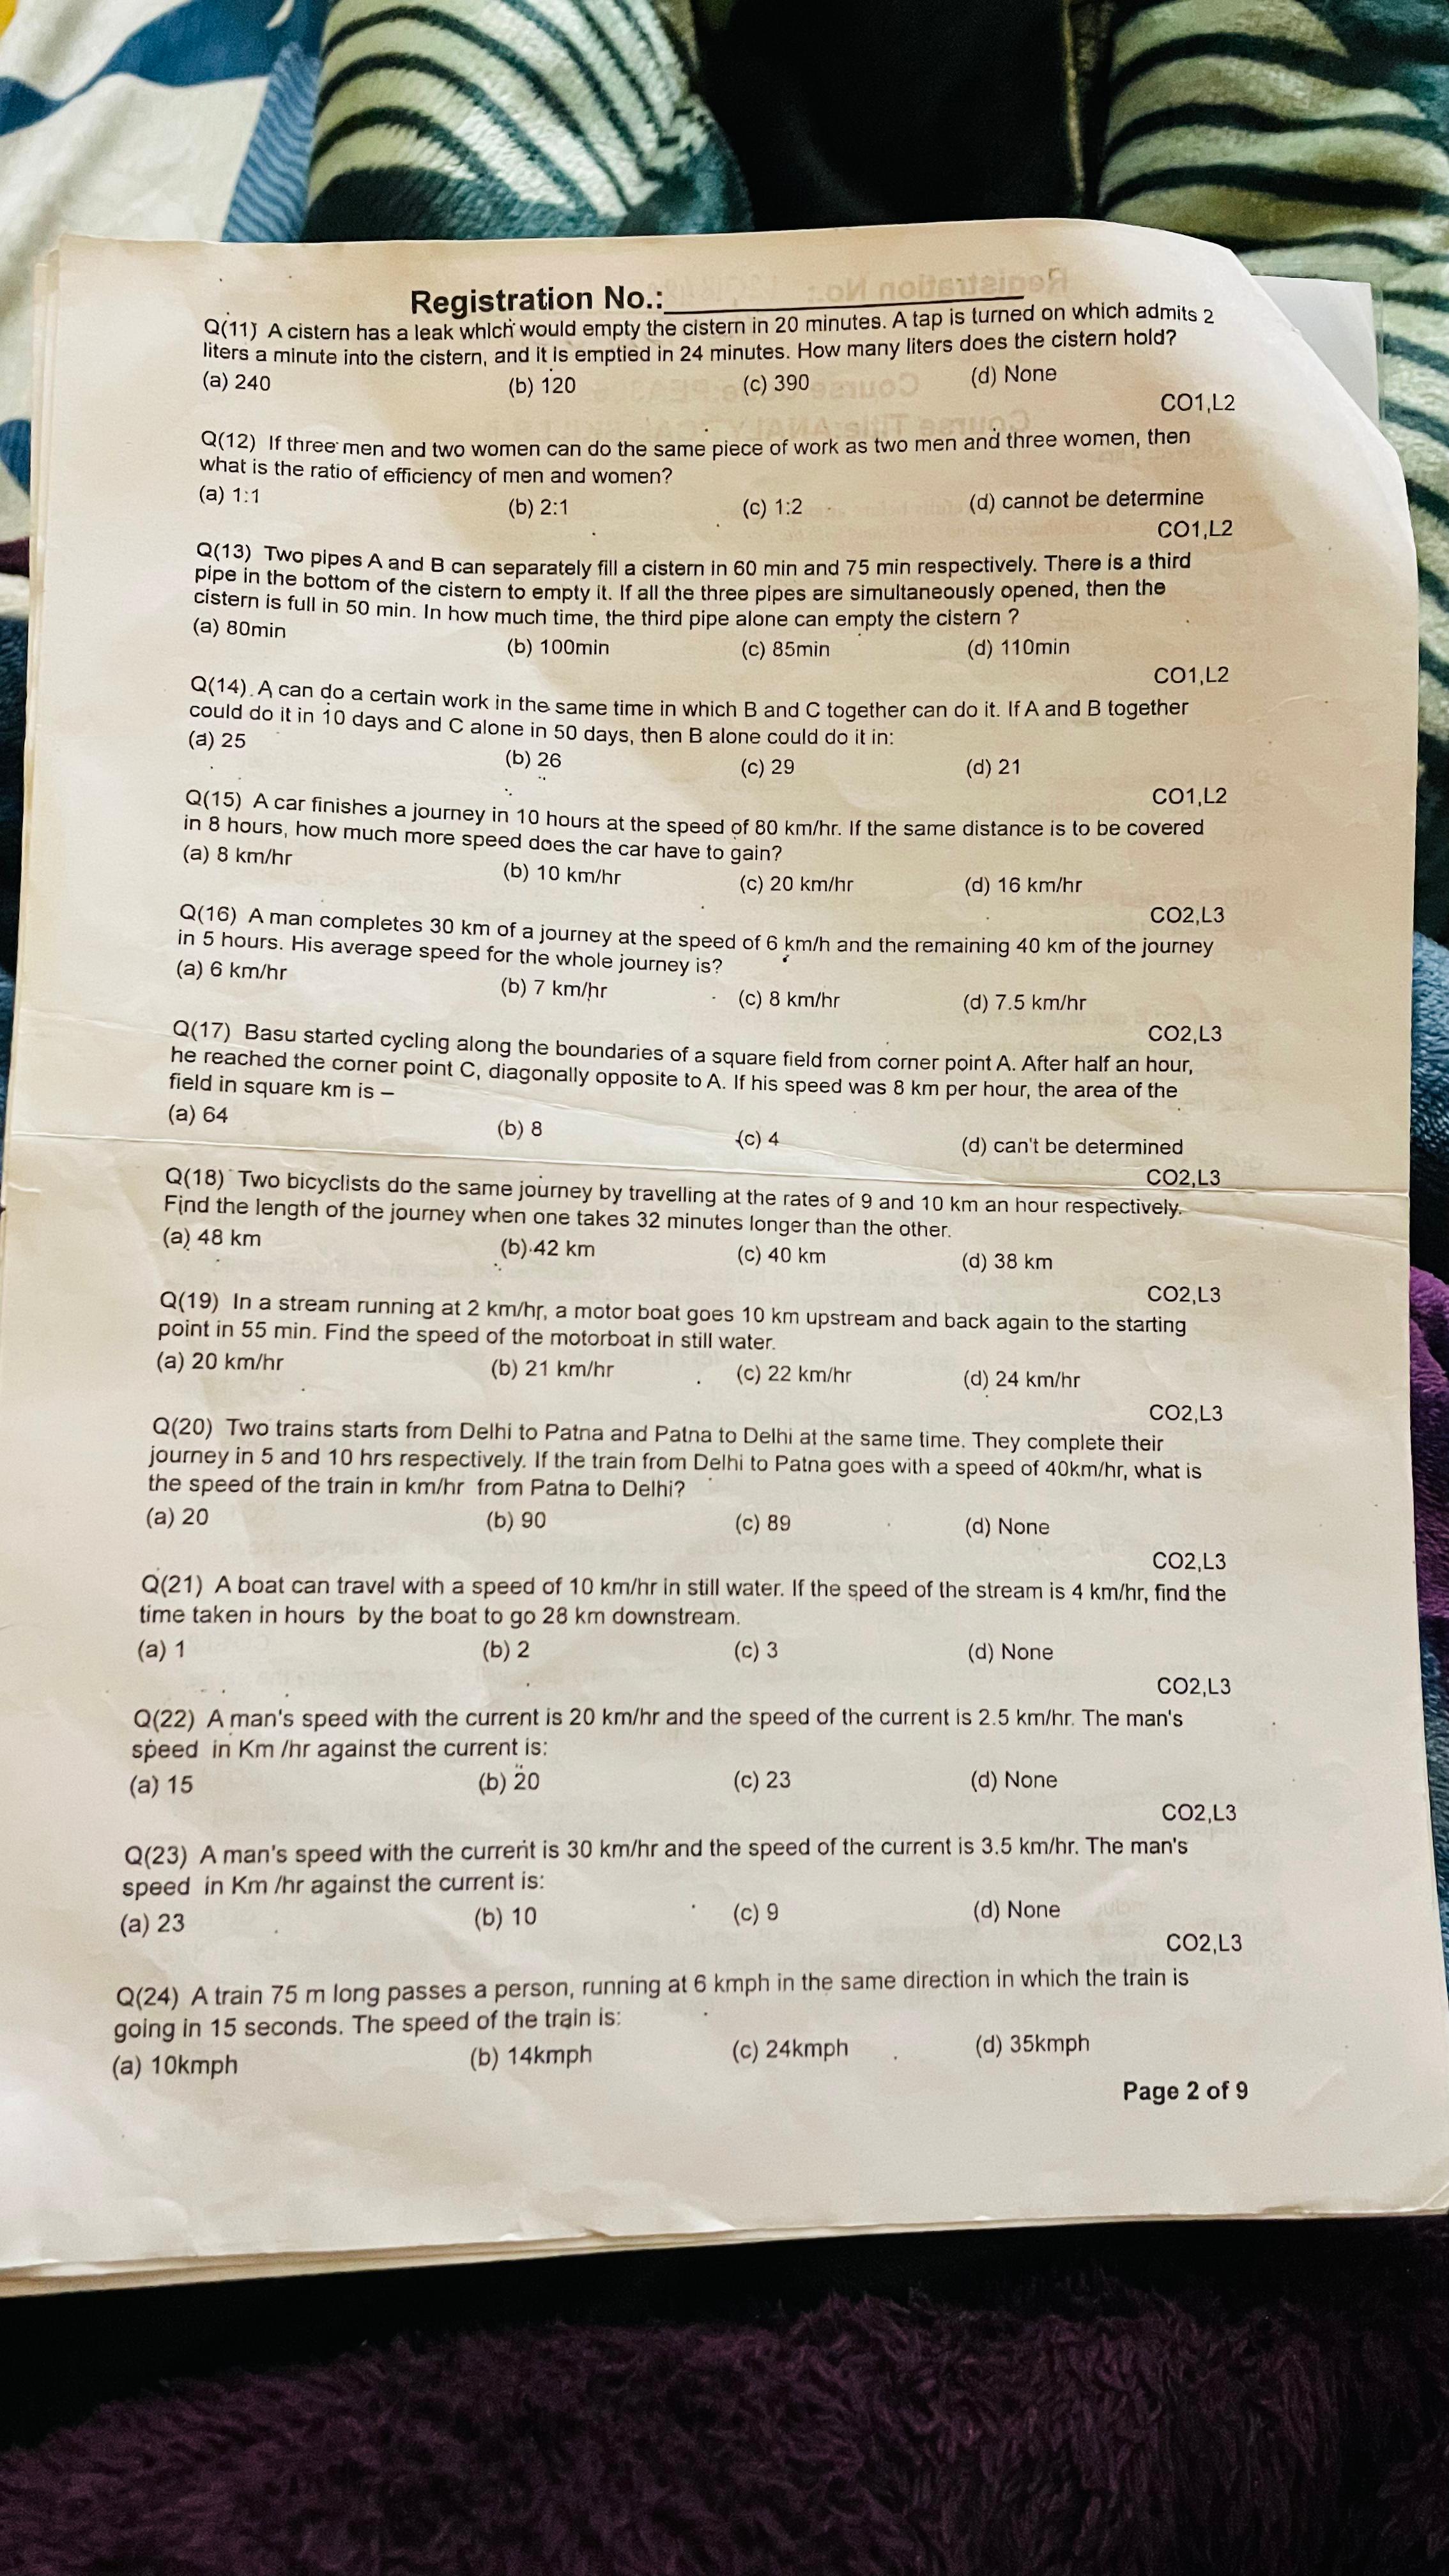 Registration No.:
Q(11) A cistern has a leak which would empty the cistern in 20 minutes. A tap is turned on which admits 2
liters a minute into the cistern, and it is emptied in 24 minutes. How many liters does the cistern hold?
(a) 240 (b) 120 (c) 390 (d) None
CO1,L2
Q(12) If three men and two women can do the same piece of work as two men and three women, then
what is the ratio of efficiency of men and women?
(a) 1:1 (b) 2:1 (c) 1:2 (d) cannot be determine
CO1,L2
Q(13) Two pipes A and B can separately fill a cistern in 60 min and 75 min respectively. There is a third
pipe in the bottom of the cistern to empty it. If all the three pipes are simultaneously opened, then the
cistern is full in 50 min. In how much time, the third pipe alone can empty the cistern ?
(a) 80min (b) 100min (c) 85min (d) 110min
CO1,L2
Q(14) A can do a certain work in the same time in which B and C together can do it. If A and B together
could do it in 10 days and C alone in 50 days, then B alone could do it in:
(a) 25 (b) 26 (c) 29 (d) 21
CO1,L2
Q(15) A car finishes a journey in 10 hours at the speed of 80 km/hr. If the same distance is to be covered
in 8 hours, how much more speed does the car have to gain?
(a) 8 km/hr (b) 10 km/hr (c) 20 km/hr (d) 16 km/hr
CO2,L3
Q(16) A man completes 30 km of a journey at the speed of 6 km/h and the remaining 40 km of the journey
in 5 hours. His average speed for the whole journey is?
(a) 6 km/hr (b) 7 km/hr (c) 8 km/hr (d) 7.5 km/hr
CO2,L3
Q(17) Basu started cycling along the boundaries of a square field from corner point A. After half an hour,
he reached the corner point C, diagonally opposite to A. If his speed was 8 km per hour, the area of the
field in square km is –
(a) 64 (b) 8 (c) 4 (d) can't be determined
CO2,L3
Q(18) Two bicyclists do the same journey by travelling at the rates of 9 and 10 km an hour respectively.
Find the length of the journey when one takes 32 minutes longer than the other.
(a) 48 km (b) 42 km (c) 40 km (d) 38 km
CO2,L3
Q(19) In a stream running at 2 km/hr, a motor boat goes 10 km upstream and back again to the starting
point in 55 min. Find the speed of the motorboat in still water.
(a) 20 km/hr (b) 21 km/hr (c) 22 km/hr (d) 24 km/hr
CO2,L3
Q(20) Two trains starts from Delhi to Patna and Patna to Delhi at the same time. They complete their
journey in 5 and 10 hrs respectively. If the train from Delhi to Patna goes with a speed of 40km/hr, what is
the speed of the train in km/hr from Patna to Delhi?
(a) 20 (b) 90 (c) 89 (d) None
CO2,L3
Q(21) A boat can travel with a speed of 10 km/hr in still water. If the speed of the stream is 4 km/hr, find the
time taken in hours by the boat to go 28 km downstream.
(a) 1 (b) 2 (c) 3 (d) None
CO2,L3
Q(22) A man's speed with the current is 20 km/hr and the speed of the current is 2.5 km/hr. The man's
speed in Km /hr against the current is:
(a) 15 (b) 20 (c) 23 (d) None
CO2,L3
Q(23) A man's speed with the current is 30 km/hr and the speed of the current is 3.5 km/hr. The man's
speed in Km /hr against the current is:
(a) 23 (b) 10 (c) 9 (d) None
CO2,L3
Q(24) A train 75 m long passes a person, running at 6 kmph in the same direction in which the train is
going in 15 seconds. The speed of the train is:
(a) 10kmph (b) 14kmph (c) 24kmph (d) 35kmph
Page 2 of 9